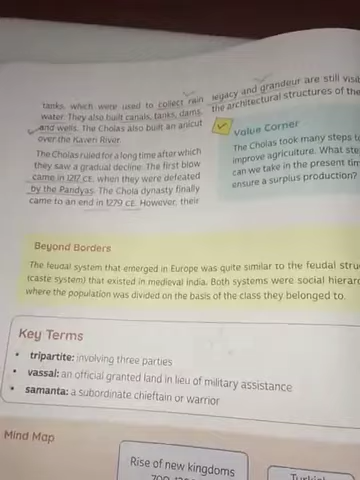 tanks, which were used to collect rain
water. They also built canals, tanks, dams
and wells. The Cholas also built an anicut
over the Kaveri River.
The Cholas ruled for a long time after which
they saw a gradual decline. The first blow
came in 1217 CE, when they were defeated
by the Pandyas. The Chola dynasty finally
came to an end in 1279 CE. However, their
legacy and grandeur are still visi
the architectural structures of the
Value Corner
The Cholas took many steps t
improve agriculture. What ste
can we take in the present tim
ensure a surplus production?
Beyond Borders
The feudal system that emerged in Europe was quite similar to the feudal stru
(caste system) that existed in medieval India. Both systems were social hierarc
where the population was divided on the basis of the class they belonged to.
Key Terms
• tripartite: involving three parties
• vassal: an official granted land in lieu of military assistance
• samanta: a subordinate chieftain or warrior
Mind Map
Rise of new kingdoms